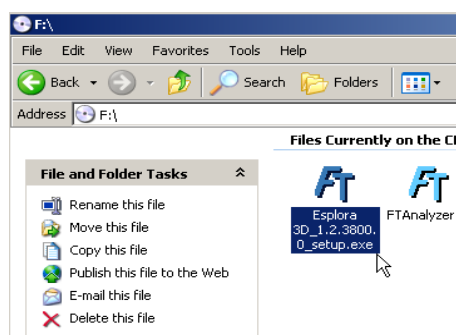 F:\
File Edit View Favorites Tools Help
Back Search Folders
Address F:\
Files Currently on the
File and Folder Tasks
FT FT
Esplora
3D_1.2.3800.
0_setup.exe
FTAnalyzer
Rename this file
Move this file
Copy this file
Publish this file to the Web
E-mail this file
Delete this file